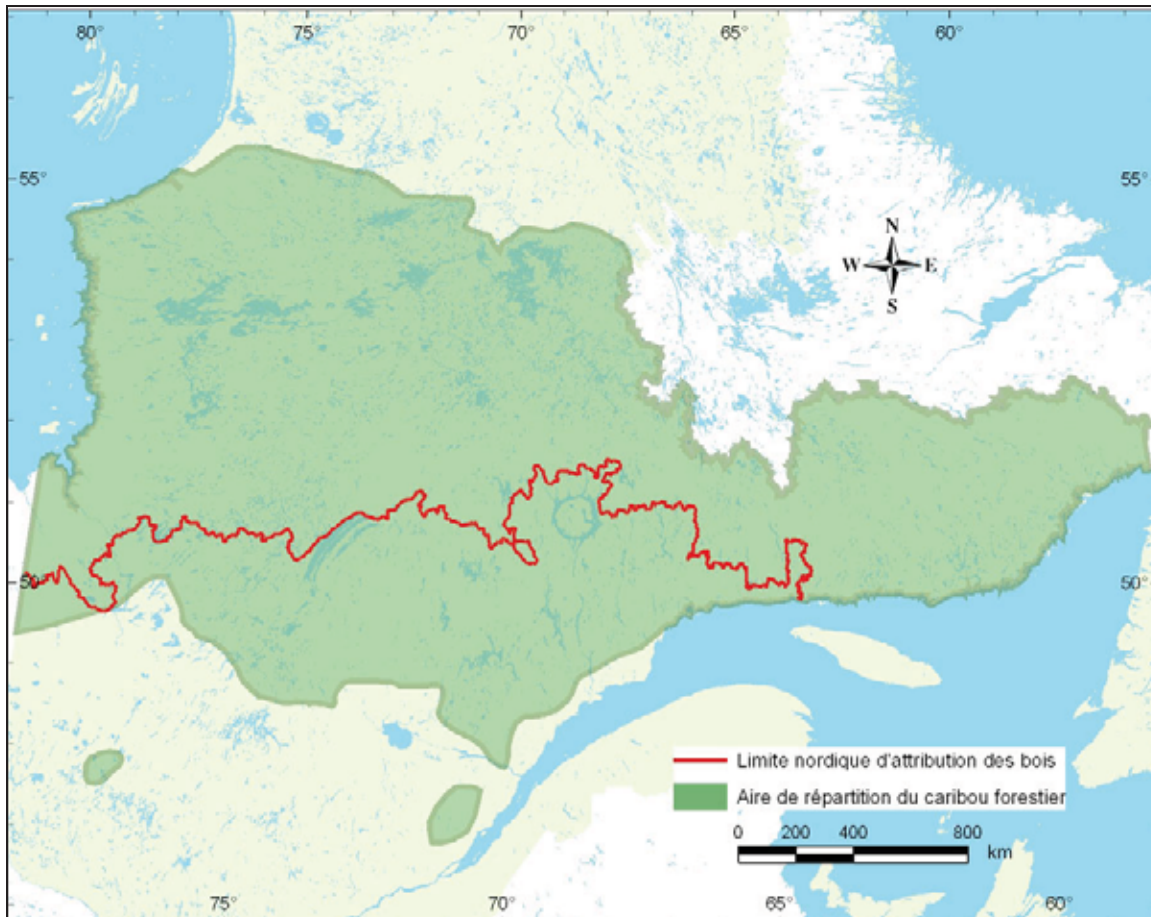 80° 75° 70° 65° 60°
55° 55°
N
W E
S
50° 50°
Limite nordique d'attribution des bois
Aire de répartition du caribou forestier
0 200 400 800
km
75° 70° 65° 60°